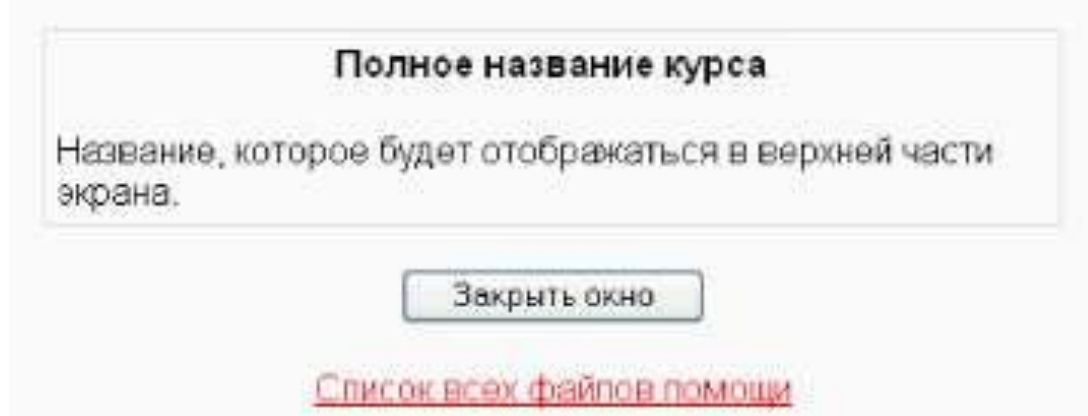 Полное название курса
Название, которое будет отображаться в верхней части
экрана.
Закрыть окно
Список всех файлов помощи